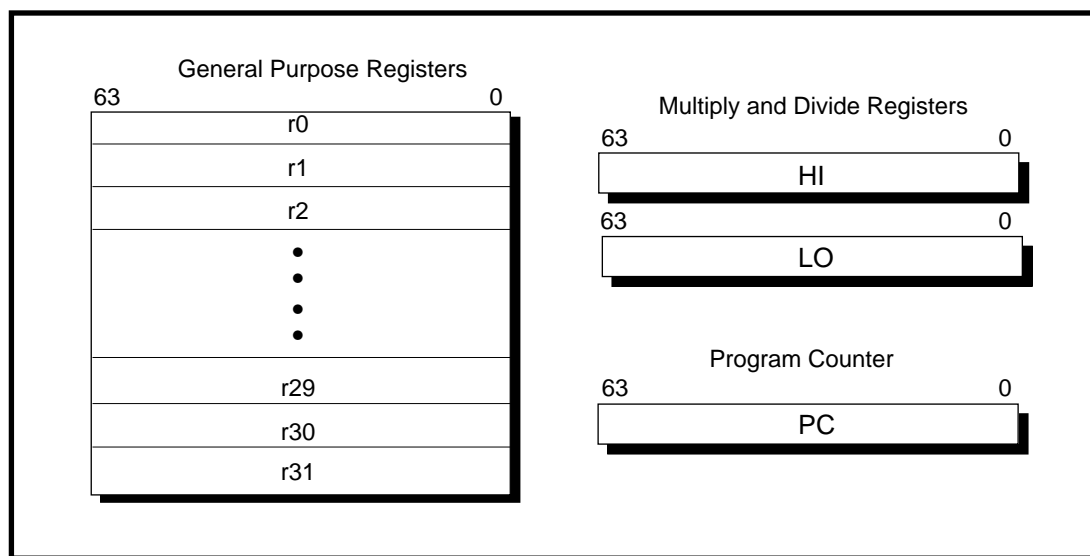 General Purpose Registers
63 0
r0
r1
r2
r29
r30
r31
Multiply and Divide Registers
63 0
HI
63 0
LO
Program Counter
63 0
PC